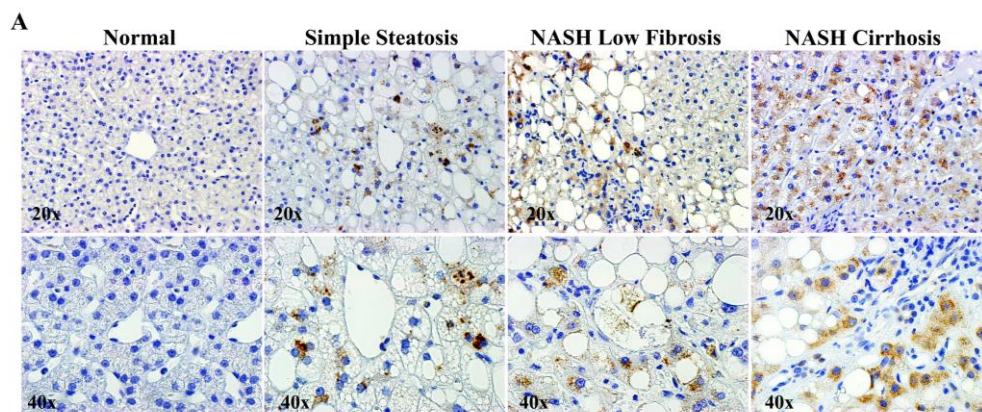 A
Normal Simple Steatosis NASH Low Fibrosis NASH Cirrhosis
20x 20x 20x 20x
40x 40x 40x 40x